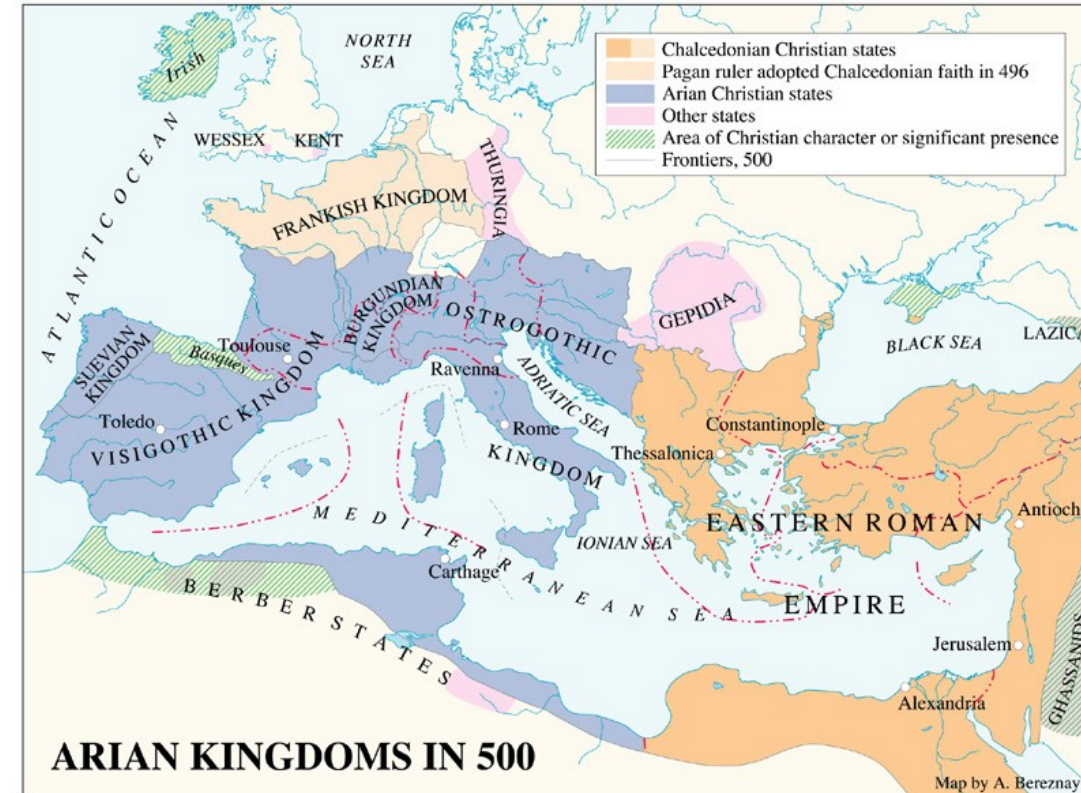 NORTH
SEA
Chalcedonian Christian states
Pagan ruler adopted Chalcedonian faith in 496
Arian Christian states
Other states
Area of Christian character or significant presence
Frontiers, 500
Irish
ATLANTIC OCEAN
WESSEX
KENT
THURINGIA
FRANKISH KINGDOM
BURGUNDIAN
KINGDOM
OSTROGOTHIC
GEPIDIA
BLACK SEA
LAZICA
SUEVIAN
KINGDOM
Basques
Toulouse
Ravenna
ADRIATIC SEA
Toledo
VISIGOTHIC KINGDOM
Rome
KINGDOM
Constantinople
Thessalonica
EASTERN ROMAN
EMPIRE
Antioch
MEDITERRANEAN SEA
IONIAN SEA
Carthage
BERBER STATES
Jerusalem
Alexandria
GHASSANIDS
ARIAN KINGDOMS IN 500
Map by A. Bereznay